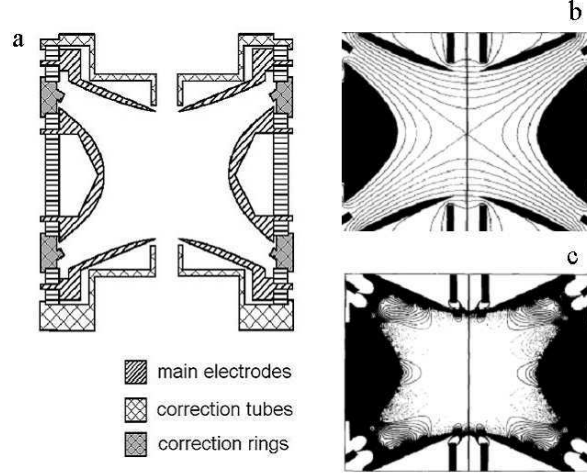 a
b
c
main electrodes
correction tubes
correction rings